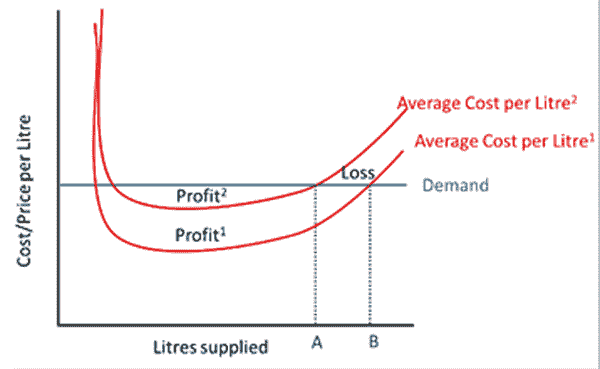 Cost/Price per Litre
Average Cost per Litre²
Average Cost per Litre¹
Loss
Demand
Profit²
Profit¹
Litres supplied
A
B